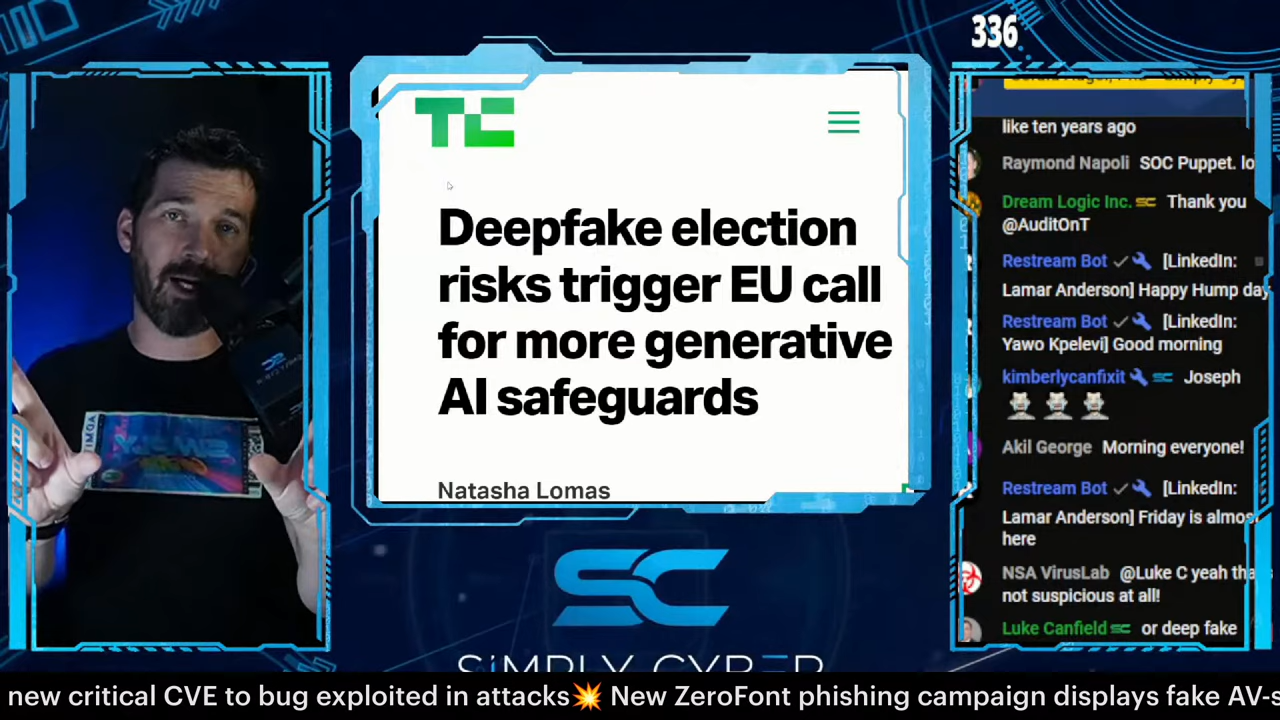 336
TC
Deepfake election
risks trigger EU call
for more generative
AI safeguards
Natasha Lomas
SC
SIMPLY CYBER
like ten years ago
Raymond Napoli SOC Puppet. lo
Dream Logic Inc. Thank you
@AuditOnT
Restream Bot [LinkedIn:
Lamar Anderson] Happy Hump day
Restream Bot [LinkedIn:
Yawo Kpelevi] Good morning
kimberlycanfixit Joseph
Akil George Morning everyone!
Restream Bot [LinkedIn:
Lamar Anderson] Friday is almos
here
NSA VirusLab @Luke C yeah tha
not suspicious at all!
Luke Canfield or deep fake
new critical CVE to bug exploited in attacks💥 New ZeroFont phishing campaign displays fake AV-s